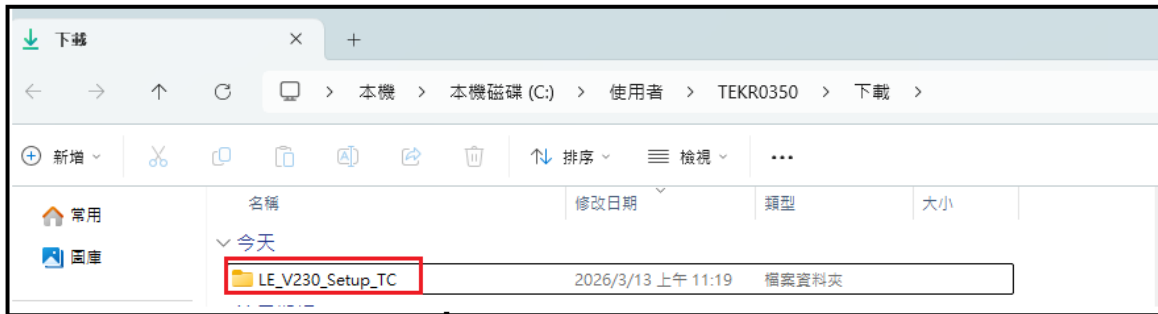 下載
本機 > 本機磁碟 (C:) > 使用者 > TEKR0350 > 下載 >
新增 排序 檢視 ...
名稱 修改日期 類型 大小
常用
今天
圖庫
LE_V230_Setup_TC 2026/3/13 上午 11:19 檔案資料夾